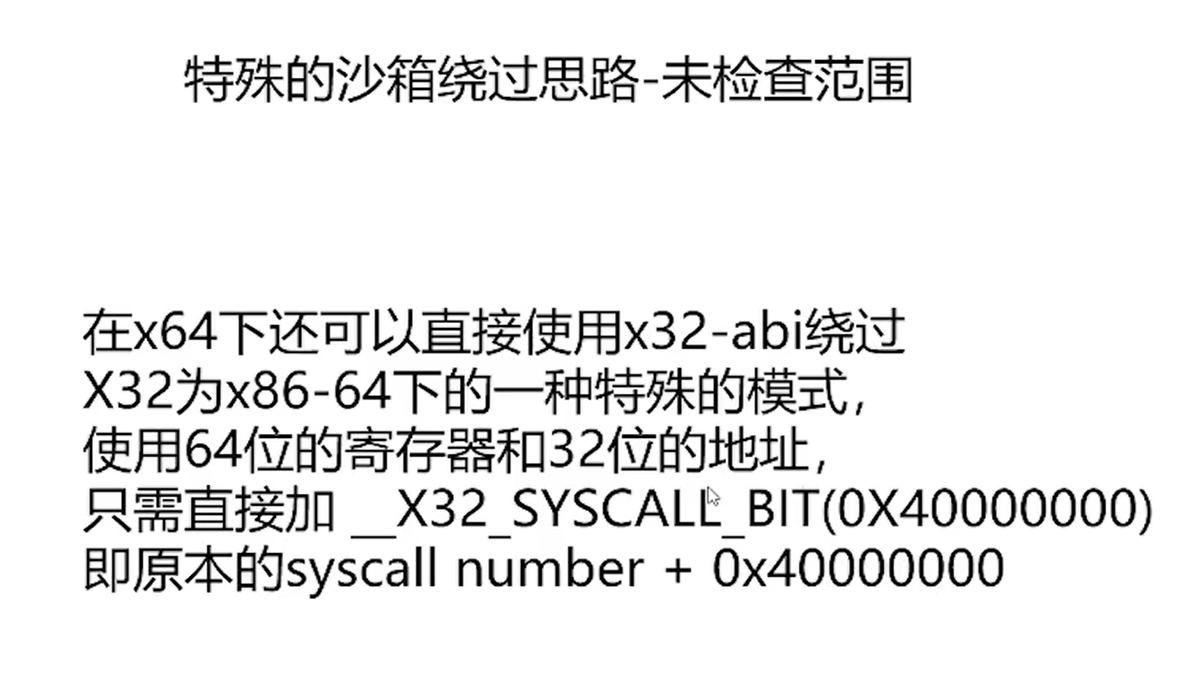 特殊的沙箱绕过思路-未检查范围
在x64下还可以直接使用x32-abi绕过
X32为x86-64下的一种特殊的模式，
使用64位的寄存器和32位的地址，
只需直接加 __X32_SYSCALL_BIT(0X40000000)
即原本的syscall number + 0x40000000